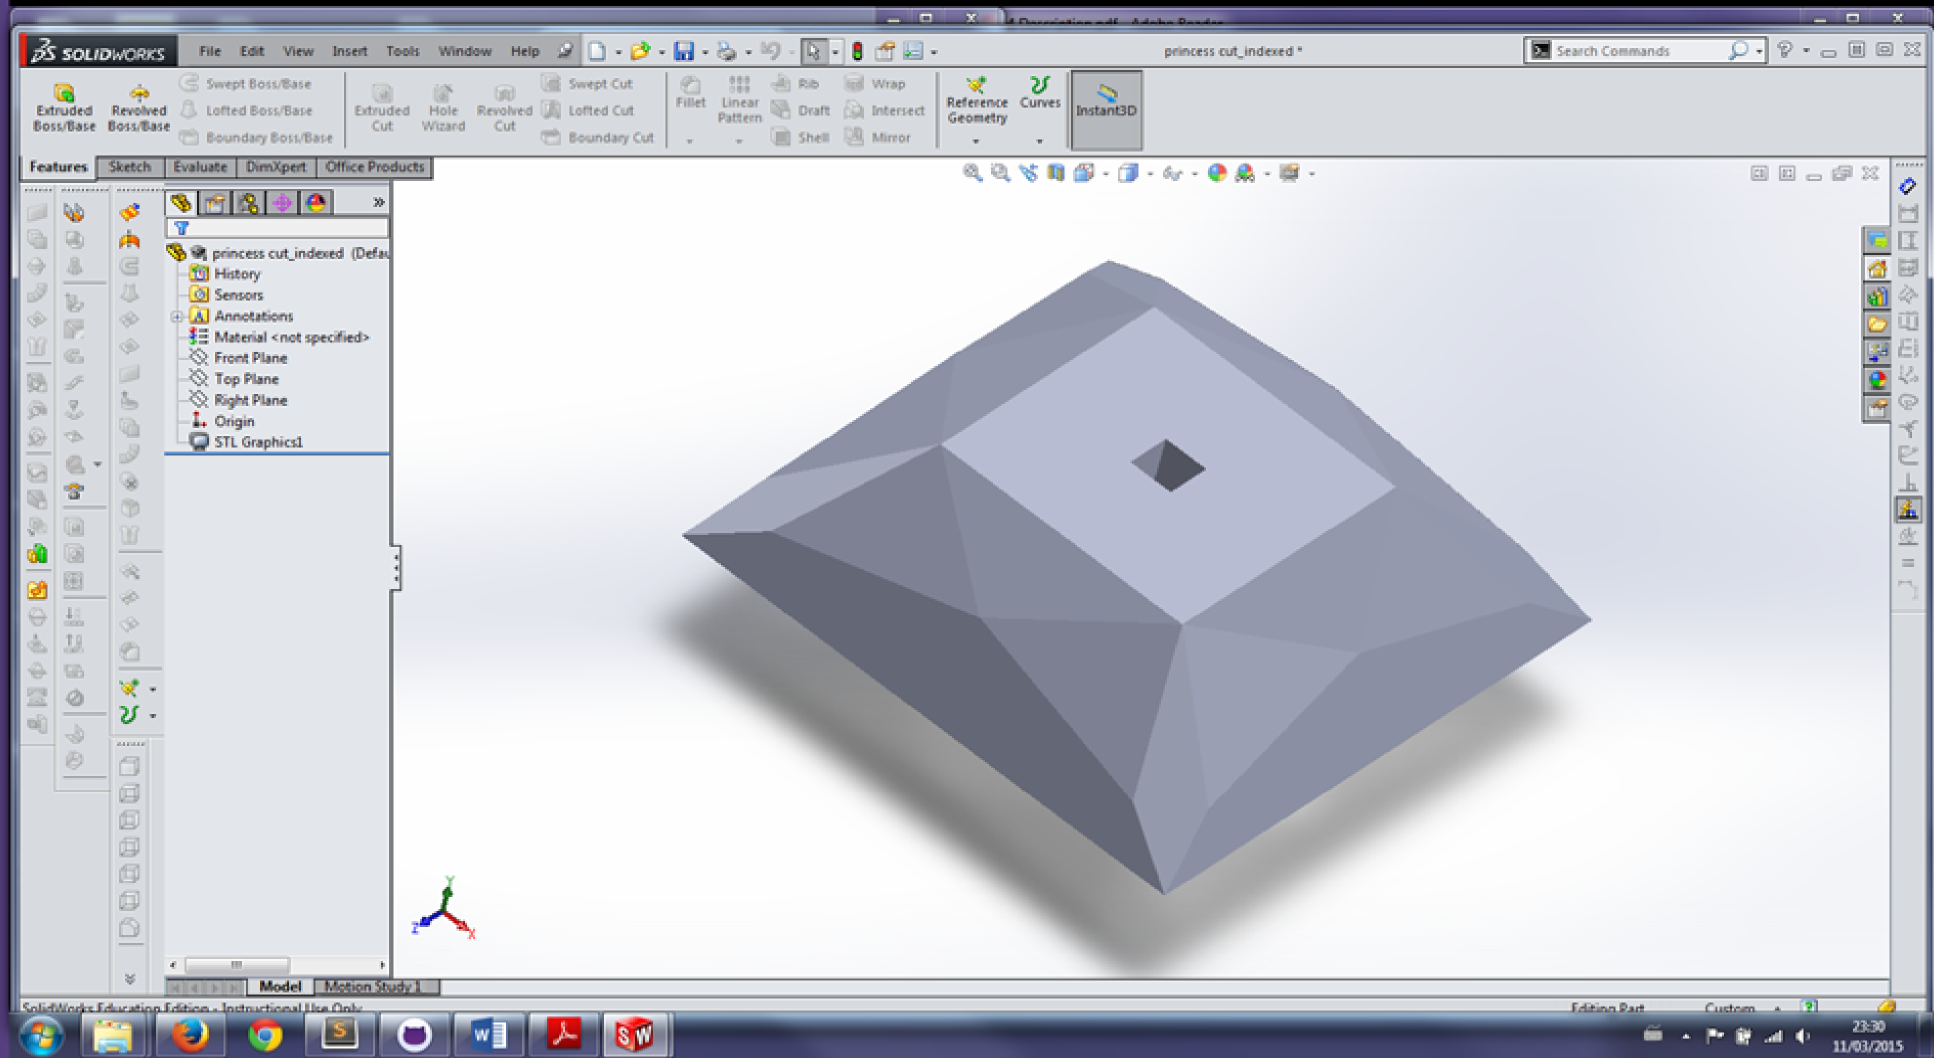 Description.pdf - Adobe Reader
SOLIDWORKS File Edit View Insert Tools Window Help princess cut_indexed * Search Commands
Extruded Boss/Base
Revolved Boss/Base
Swept Boss/Base
Lofted Boss/Base
Boundary Boss/Base
Extruded Cut
Hole Wizard
Revolved Cut
Swept Cut
Lofted Cut
Boundary Cut
Fillet
Linear Pattern
Rib
Draft
Shell
Wrap
Intersect
Mirror
Reference Geometry
Curves
Instant3D
Features Sketch Evaluate DimXpert Office Products
princess cut_indexed (Defau
History
Sensors
Annotations
Material <not specified>
Front Plane
Top Plane
Right Plane
Origin
STL Graphics1
Y
Z
X
Model Motion Study 1
SolidWorks Education Edition - Instructional Use Only Editing Part Custom
23:30
11/03/2015